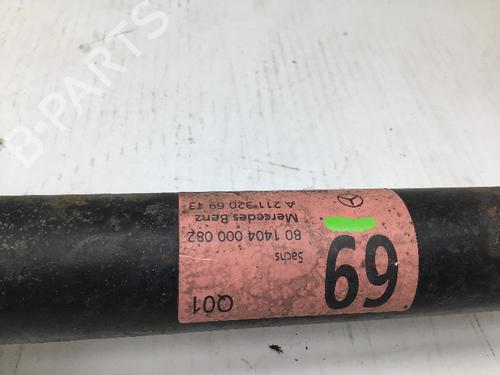 B-PARTS
69
Q01
Sachs
80 1404 000 082
Mercedes Benz
A 211 320 69 13